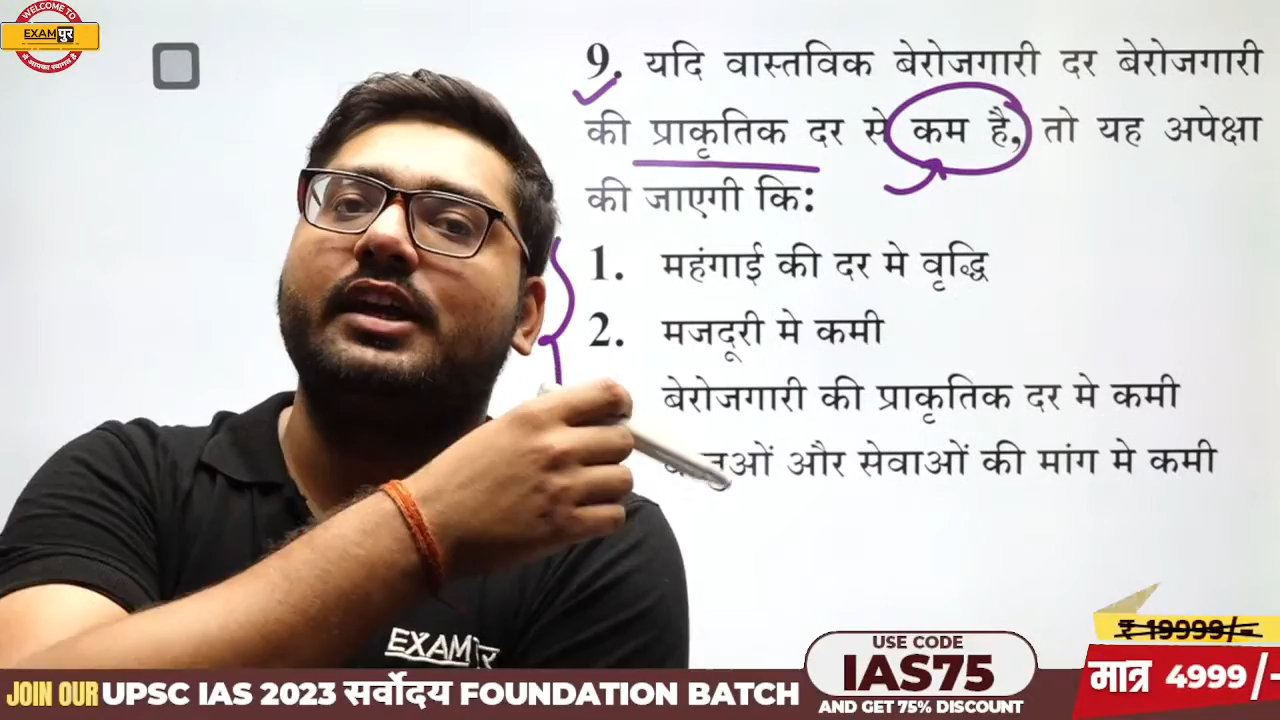 WELCOME TO
EXAMपुर
में आपका स्वागत है
9. यदि वास्तविक बेरोजगारी दर बेरोजगारी
की प्राकृतिक दर से कम है, तो यह अपेक्षा
की जाएगी कि:
1. महंगाई की दर मे वृद्धि
2. मजदूरी मे कमी
बेरोजगारी की प्राकृतिक दर मे कमी
और सेवाओं की मांग मे कमी
EXAM
JOIN OUR UPSC IAS 2023 सर्वोदय FOUNDATION BATCH
USE CODE
IAS75
AND GET 75% DISCOUNT
₹ 19999/-
मात्र 4999/-